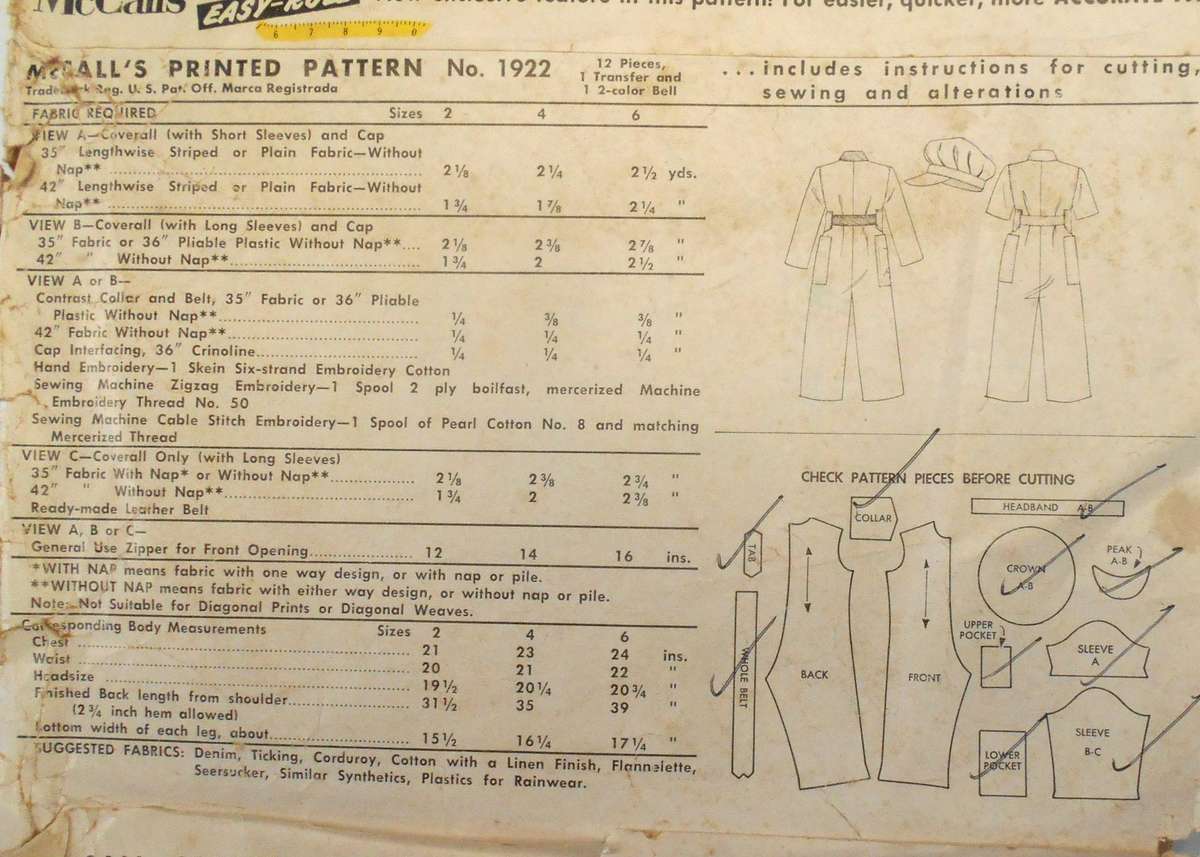 McCall's EASY-RULE New exclusive feature in this pattern! For easier, quicker, more ACCURATE
6 7 8 9 0
McCALL'S PRINTED PATTERN No. 1922
Trade-Mark Reg. U. S. Pat. Off. Marca Registrada
12 Pieces,
1 Transfer and
1 2-color Bell
...includes instructions for cutting,
sewing and alterations
FABRIC REQUIRED Sizes 2 4 6
VIEW A—Coverall (with Short Sleeves) and Cap
35" Lengthwise Striped or Plain Fabric—Without
Nap** 2 1/8 2 1/4 2 1/2 yds.
42" Lengthwise Striped or Plain Fabric—Without
Nap** 1 3/4 1 7/8 2 1/4 "
VIEW B—Coverall (with Long Sleeves) and Cap
35" Fabric or 36" Pliable Plastic Without Nap**.... 2 1/8 2 3/8 2 7/8 "
42" " Without Nap** 1 3/4 2 2 1/2 "
VIEW A or B—
Contrast Collar and Belt, 35" Fabric or 36" Pliable
Plastic Without Nap** 1/4 3/8 3/8 "
42" Fabric Without Nap** 1/4 1/4 1/4 "
Cap Interfacing, 36" Crinoline 1/4 1/4 1/4 "
Hand Embroidery—1 Skein Six-strand Embroidery Cotton
Sewing Machine Zigzag Embroidery—1 Spool 2 ply boilfast, mercerized Machine
Embroidery Thread No. 50
Sewing Machine Cable Stitch Embroidery—1 Spool of Pearl Cotton No. 8 and matching
Mercerized Thread
VIEW C—Coverall Only (with Long Sleeves)
35" Fabric With Nap* or Without Nap** 2 1/8 2 3/8 2 3/4 "
42" " Without Nap** 1 3/4 2 2 3/8 "
Ready-made Leather Belt
VIEW A, B or C—
General Use Zipper for Front Opening 12 14 16 ins.
*WITH NAP means fabric with one way design, or with nap or pile.
**WITHOUT NAP means fabric with either way design, or without nap or pile.
Note: Not Suitable for Diagonal Prints or Diagonal Weaves.
Corresponding Body Measurements Sizes 2 4 6
Chest 21 23 24 ins.
Waist 20 21 22 "
Headsize 19 1/2 20 1/4 20 3/4 "
Finished Back length from shoulder 31 1/2 35 39 "
(2 3/4 inch hem allowed)
Bottom width of each leg, about 15 1/2 16 1/4 17 1/4 "
SUGGESTED FABRICS: Denim, Ticking, Corduroy, Cotton with a Linen Finish, Flannelette,
Seersucker, Similar Synthetics, Plastics for Rainwear.
CHECK PATTERN PIECES BEFORE CUTTING
COLLAR
HEADBAND A-B
TAB
CROWN
A-B
PEAK
A-B
UPPER
POCKET
SLEEVE
A
WHOLE BELT
BACK
FRONT
LOWER
POCKET
SLEEVE
B-C